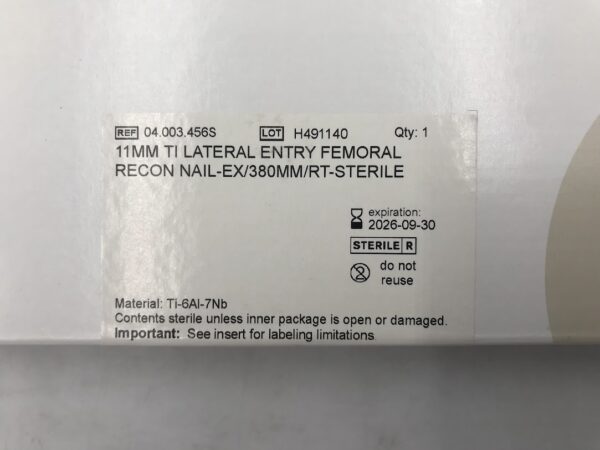 REF 04.003.456S LOT H491140 Qty: 1
11MM TI LATERAL ENTRY FEMORAL
RECON NAIL-EX/380MM/RT-STERILE
expiration:
2026-09-30
STERILE R
do not
reuse
Material: Ti-6Al-7Nb
Contents sterile unless inner package is open or damaged.
Important: See insert for labeling limitations